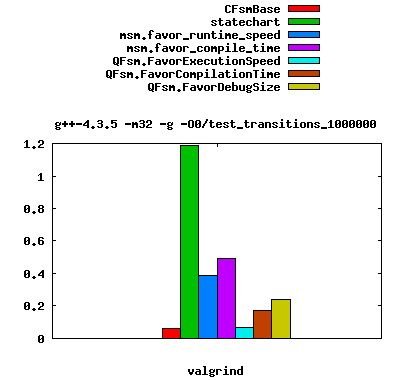 CFsmBase
statechart
msm.favor_runtime_speed
msm.favor_compile_time
QFsm.FavorExecutionSpeed
QFsm.FavorCompilationTime
QFsm.FavorDebugSize
g++-4.3.5 -m32 -g -O0/test_transitions_1000000
1.2
1
0.8
0.6
0.4
0.2
0
valgrind